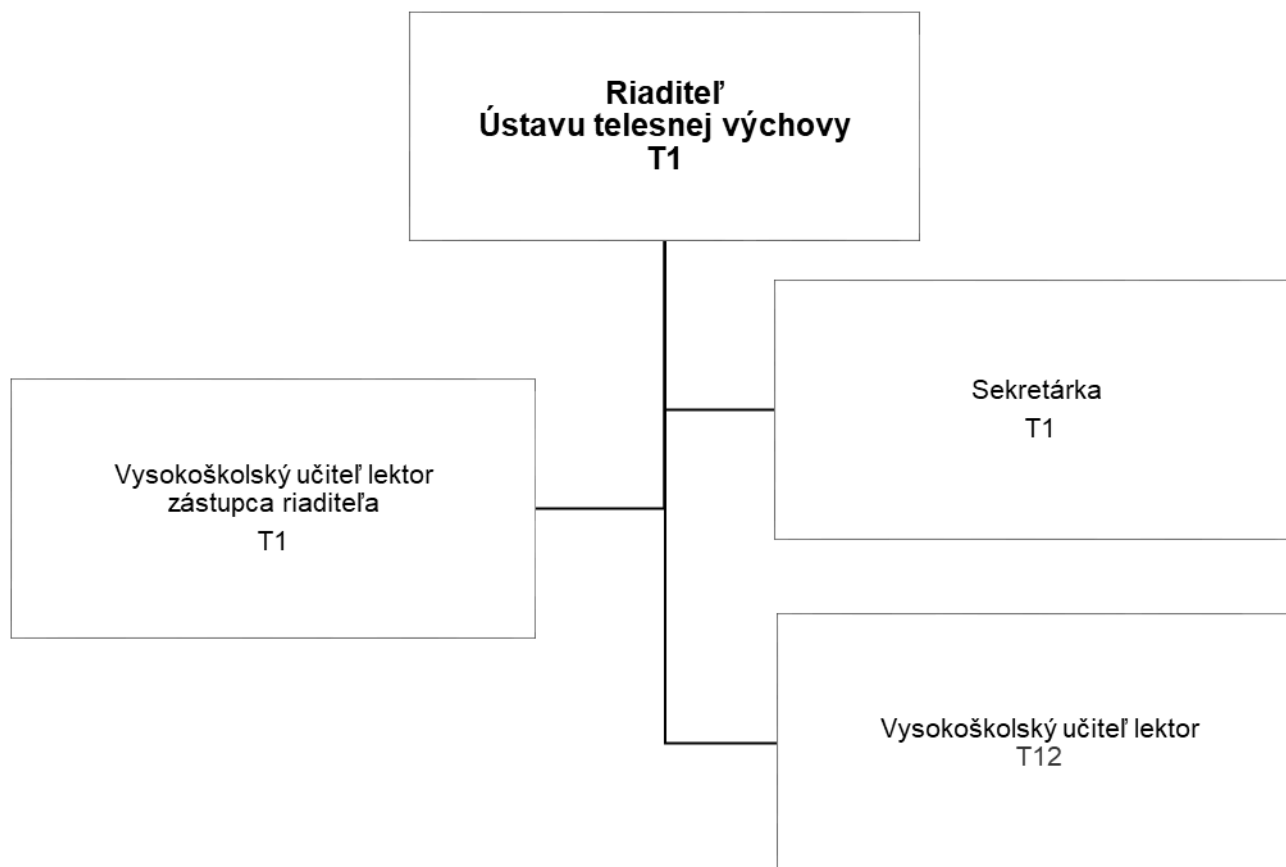 Riaditeľ
Ústavu telesnej výchovy
T1
Sekretárka
T1
Vysokoškolský učiteľ lektor
zástupca riaditeľa
T1
Vysokoškolský učiteľ lektor
T12